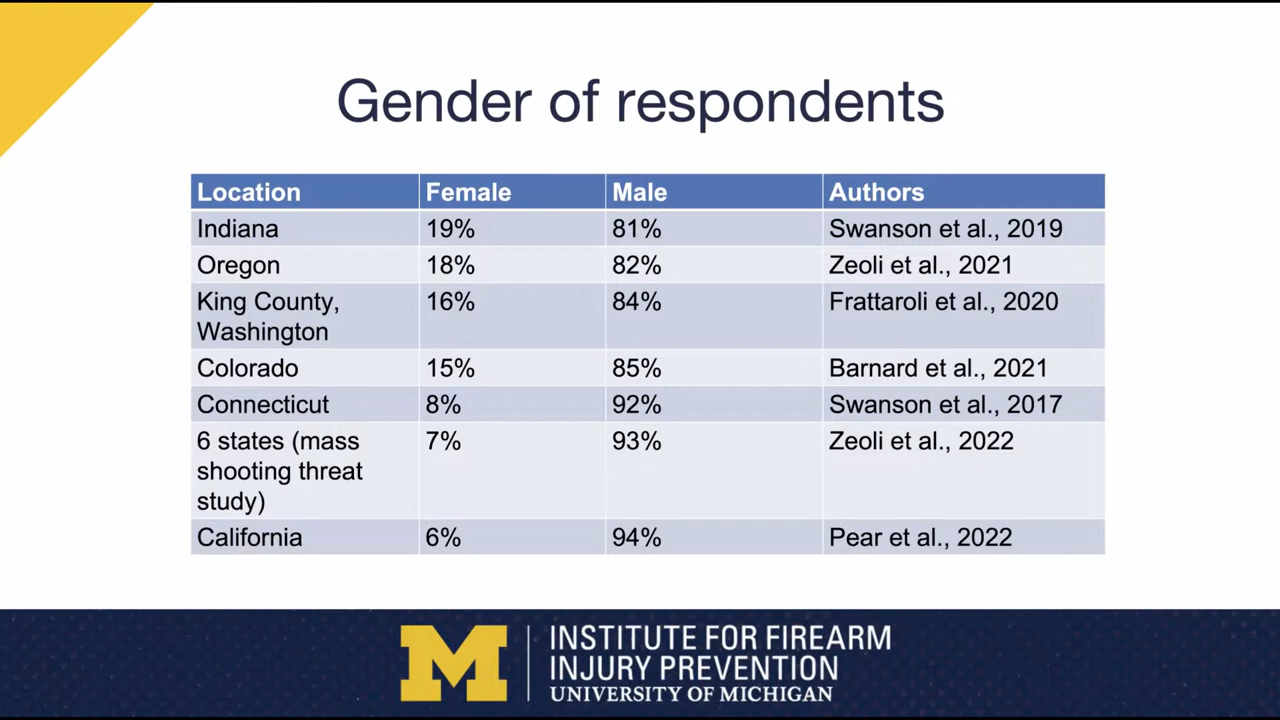 Gender of respondents
Location Female Male Authors
Indiana 19% 81% Swanson et al., 2019
Oregon 18% 82% Zeoli et al., 2021
King County, 16% 84% Frattaroli et al., 2020
Washington
Colorado 15% 85% Barnard et al., 2021
Connecticut 8% 92% Swanson et al., 2017
6 states (mass 7% 93% Zeoli et al., 2022
shooting threat
study)
California 6% 94% Pear et al., 2022
M
INSTITUTE FOR FIREARM
INJURY PREVENTION
UNIVERSITY OF MICHIGAN